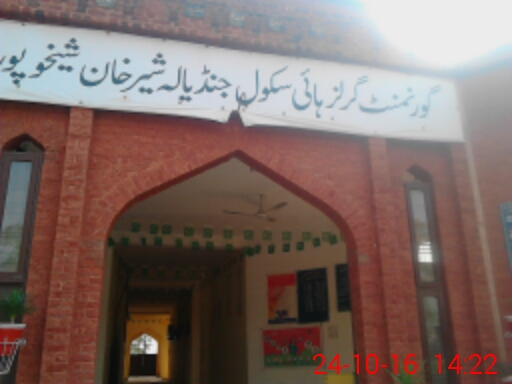 گورنمنٹ گرلز ہائی سکول جنڈیالہ شیر خان شیخوپورہ
24-10-16 14:22